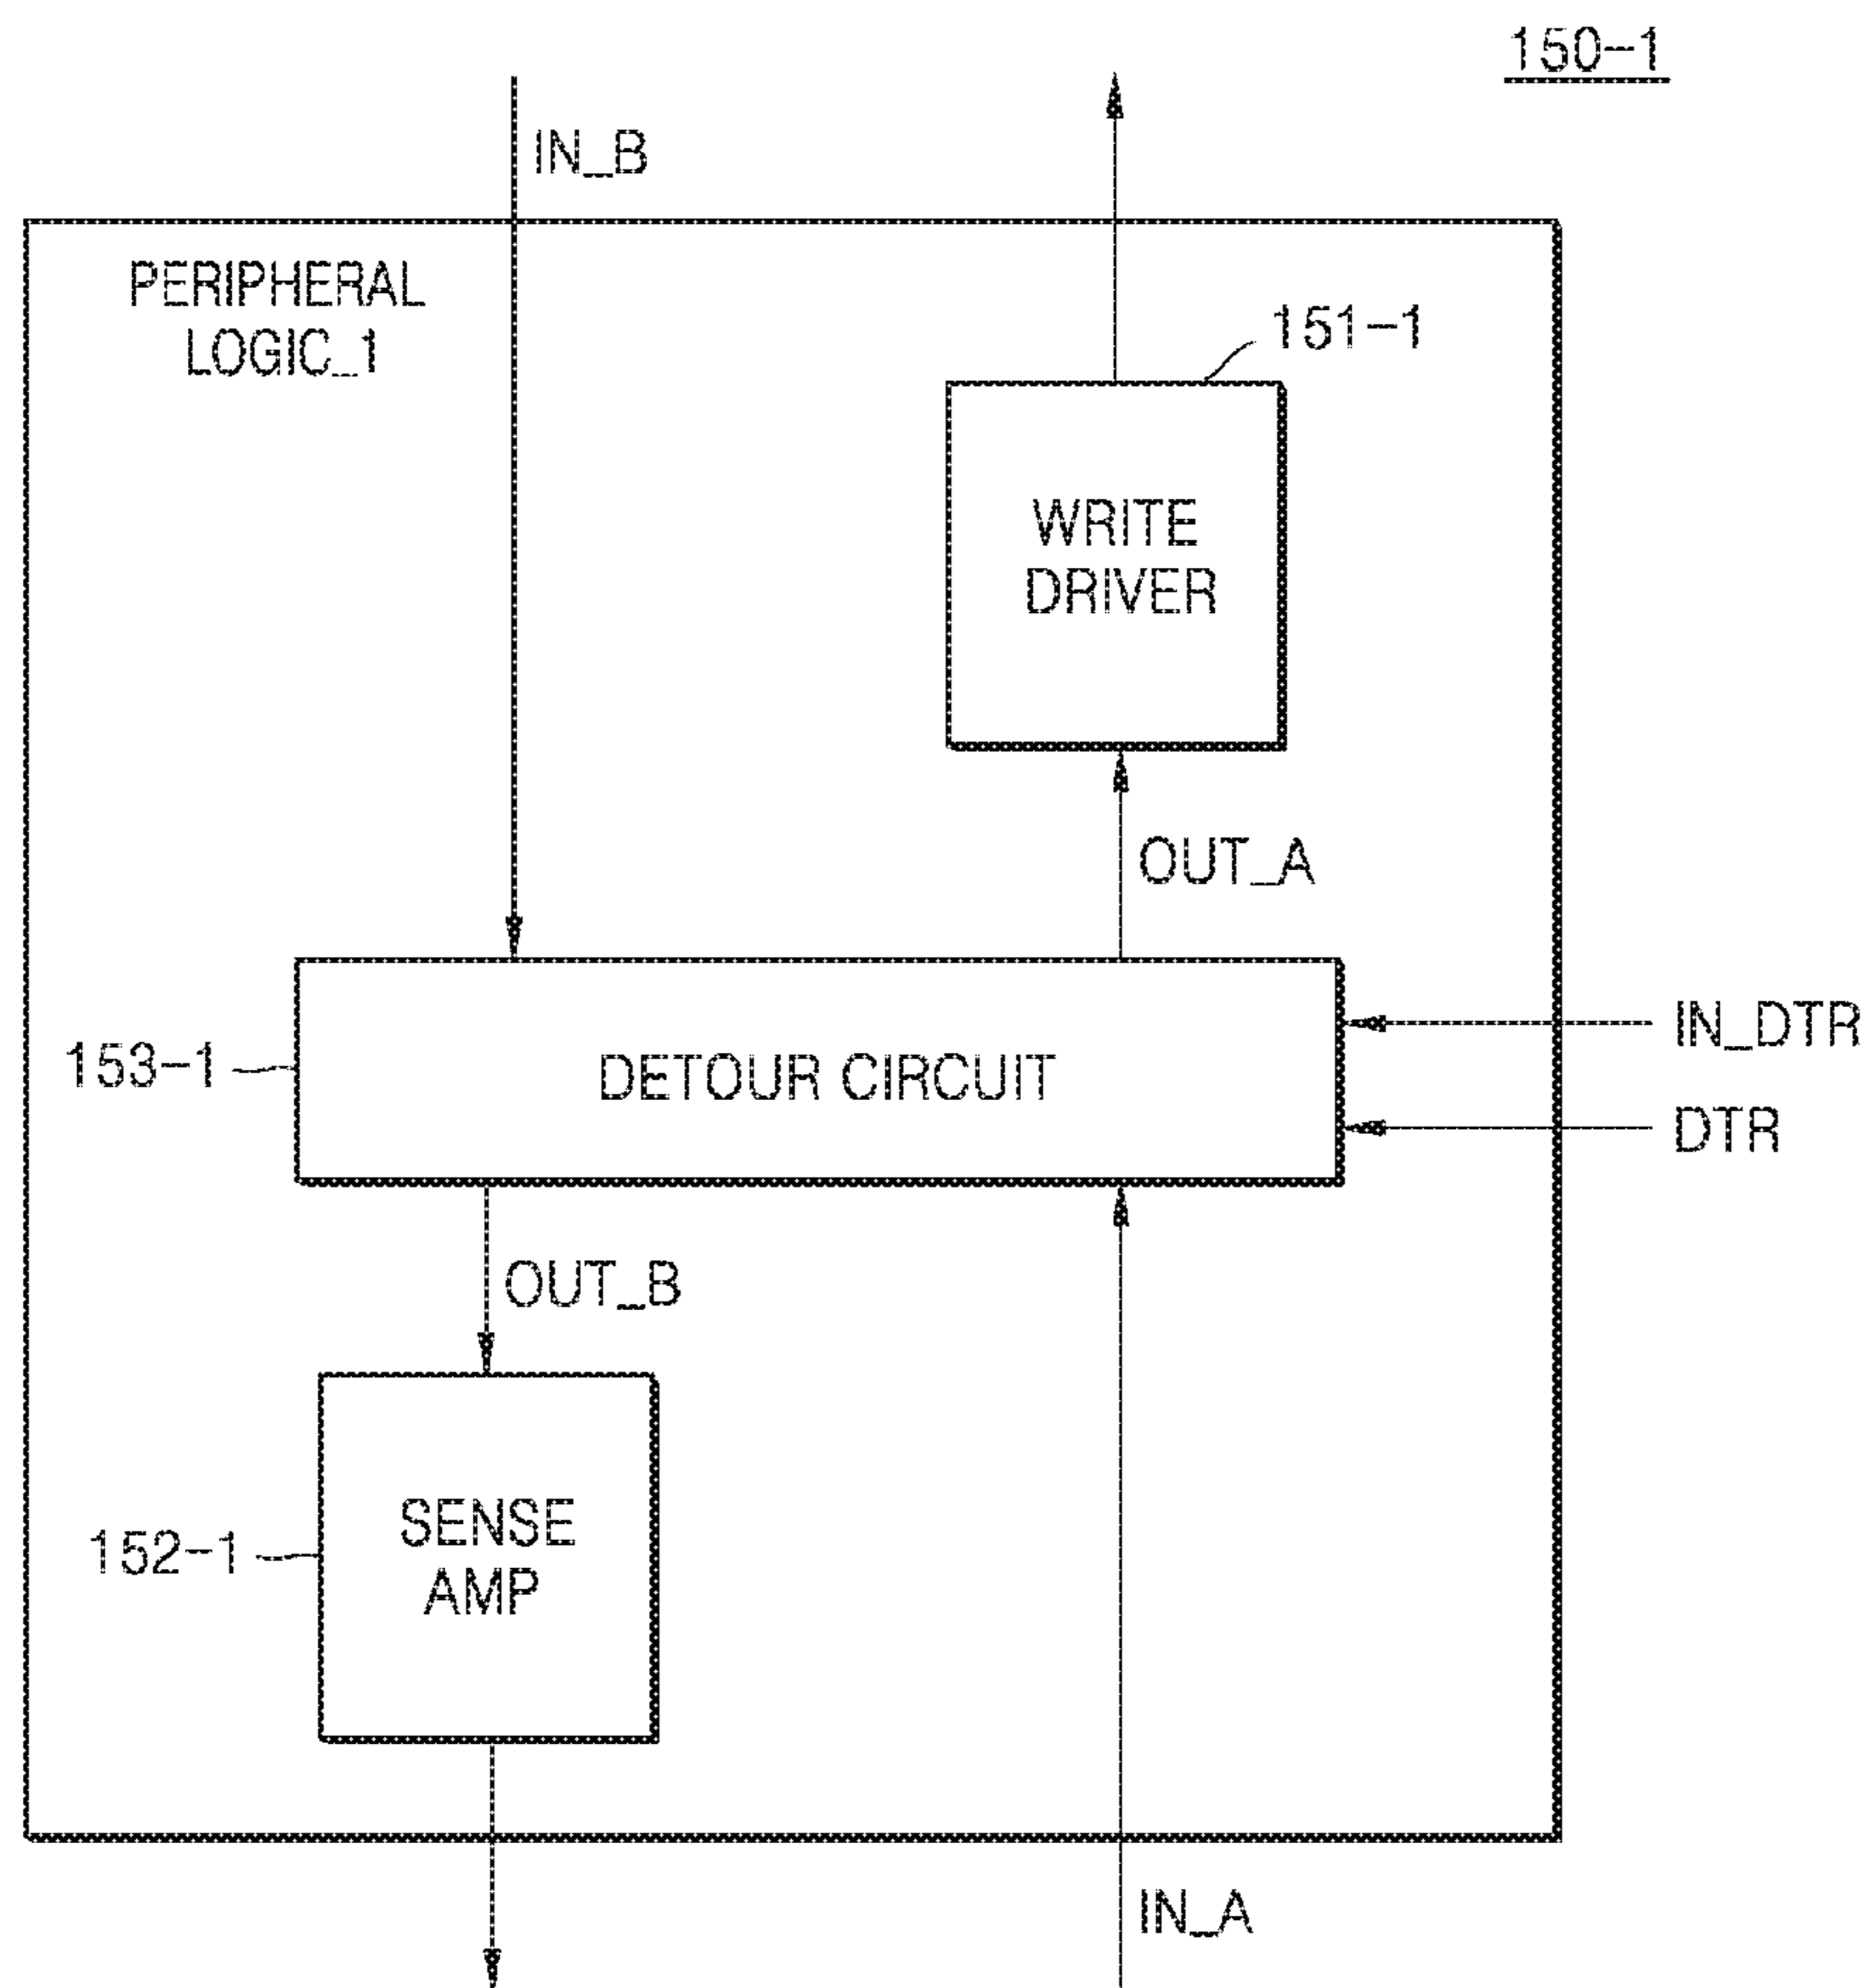 150-1
IN_B
PERIPHERAL
LOGIC_1
151-1
WRITE
DRIVER
OUT_A
IN_DTR
153-1
DETOUR CIRCUIT
DTR
OUT_B
152-1
SENSE
AMP
IN_A